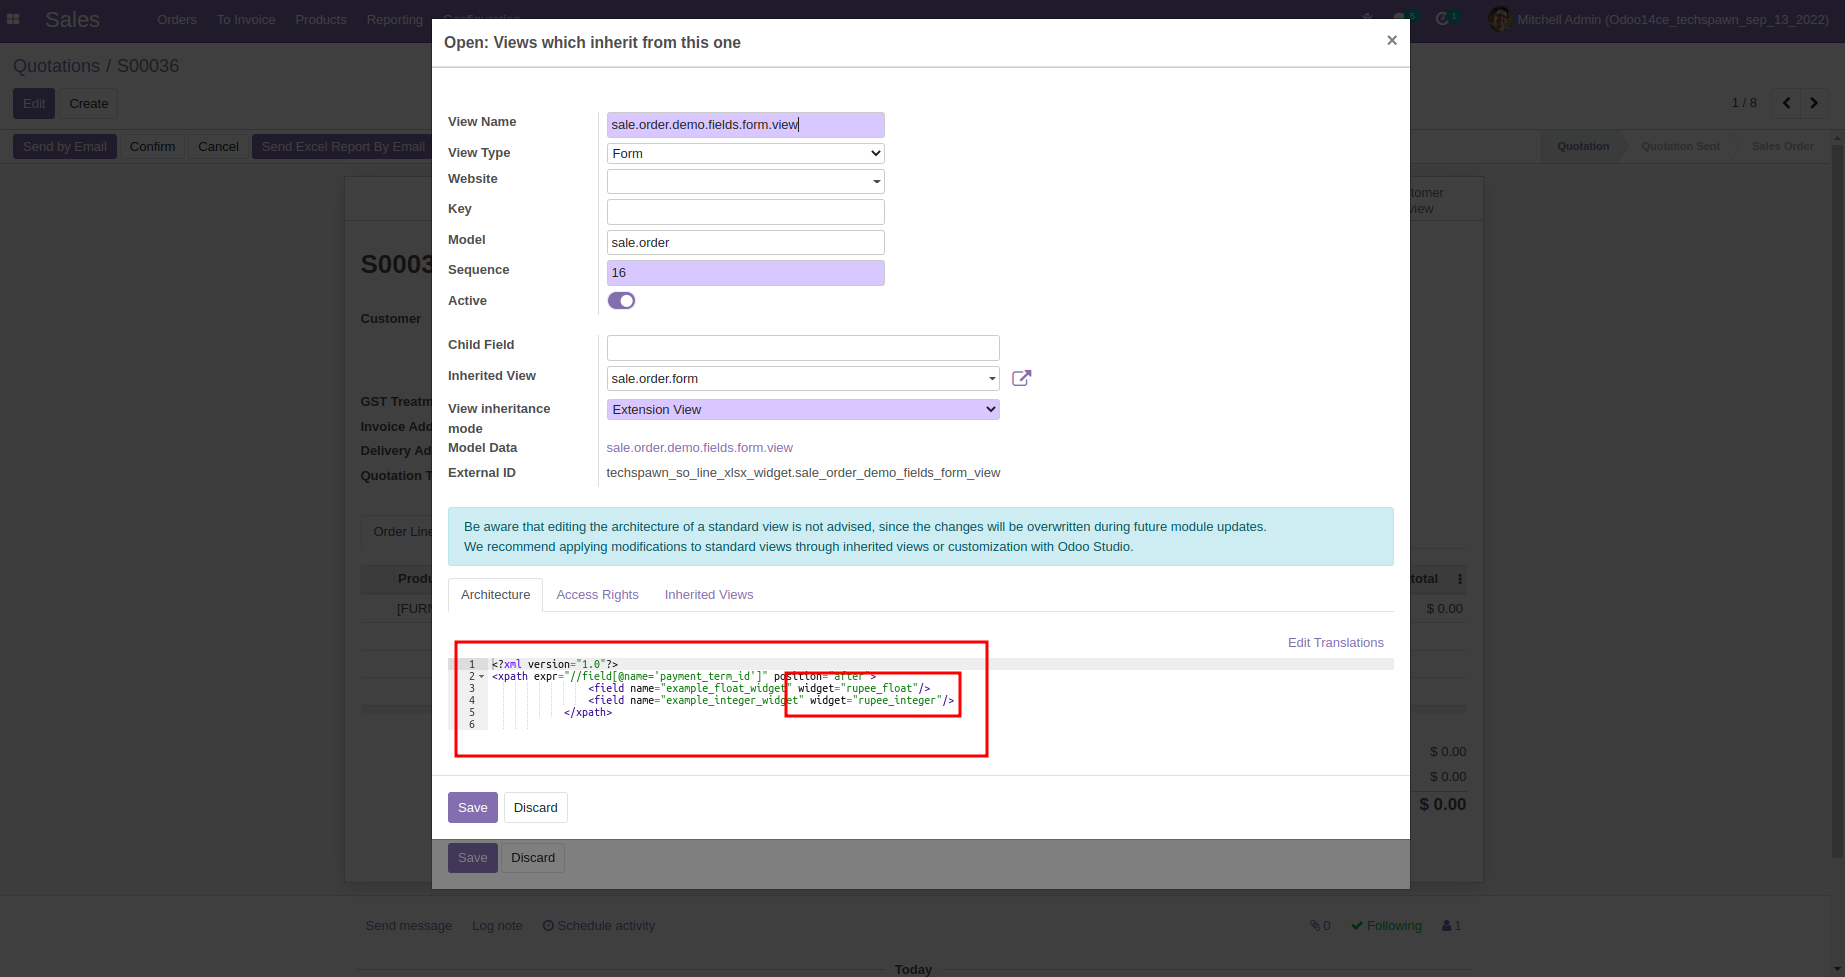 Sales
Orders
To Invoice
Products
Reporting
Configuration
5
1
Mitchell Admin (Odoo14ce_techspawn_sep_13_2022)
Quotations / S00036
Edit
Create
1 / 8
Send by Email
Confirm
Cancel
Send Excel Report By Email
Quotation
Quotation Sent
Sales Order
Open: Views which inherit from this one
×
View Name
sale.order.demo.fields.form.view
View Type
Form
Website
Key
Model
sale.order
Sequence
16
Active
Child Field
Inherited View
sale.order.form
View inheritance
mode
Extension View
Model Data
sale.order.demo.fields.form.view
External ID
techspawn_so_line_xlsx_widget.sale_order_demo_fields_form_view
Be aware that editing the architecture of a standard view is not advised, since the changes will be overwritten during future module updates.
We recommend applying modifications to standard views through inherited views or customization with Odoo Studio.
Architecture
Access Rights
Inherited Views
Edit Translations
1 <?xml version="1.0"?>
2 <xpath expr="//field[@name='payment_term_id']" position="after">
3 <field name="example_float_widget" widget="rupee_float"/>
4 <field name="example_integer_widget" widget="rupee_integer"/>
5 </xpath>
6
Save
Discard
Save
Discard
S0003
Customer
GST Treatm
Invoice Add
Delivery Ad
Quotation T
Order Line
Produ
[FURN
tomer
view
total
$ 0.00
$ 0.00
$ 0.00
$ 0.00
Send message
Log note
Schedule activity
0
Following
1
Today